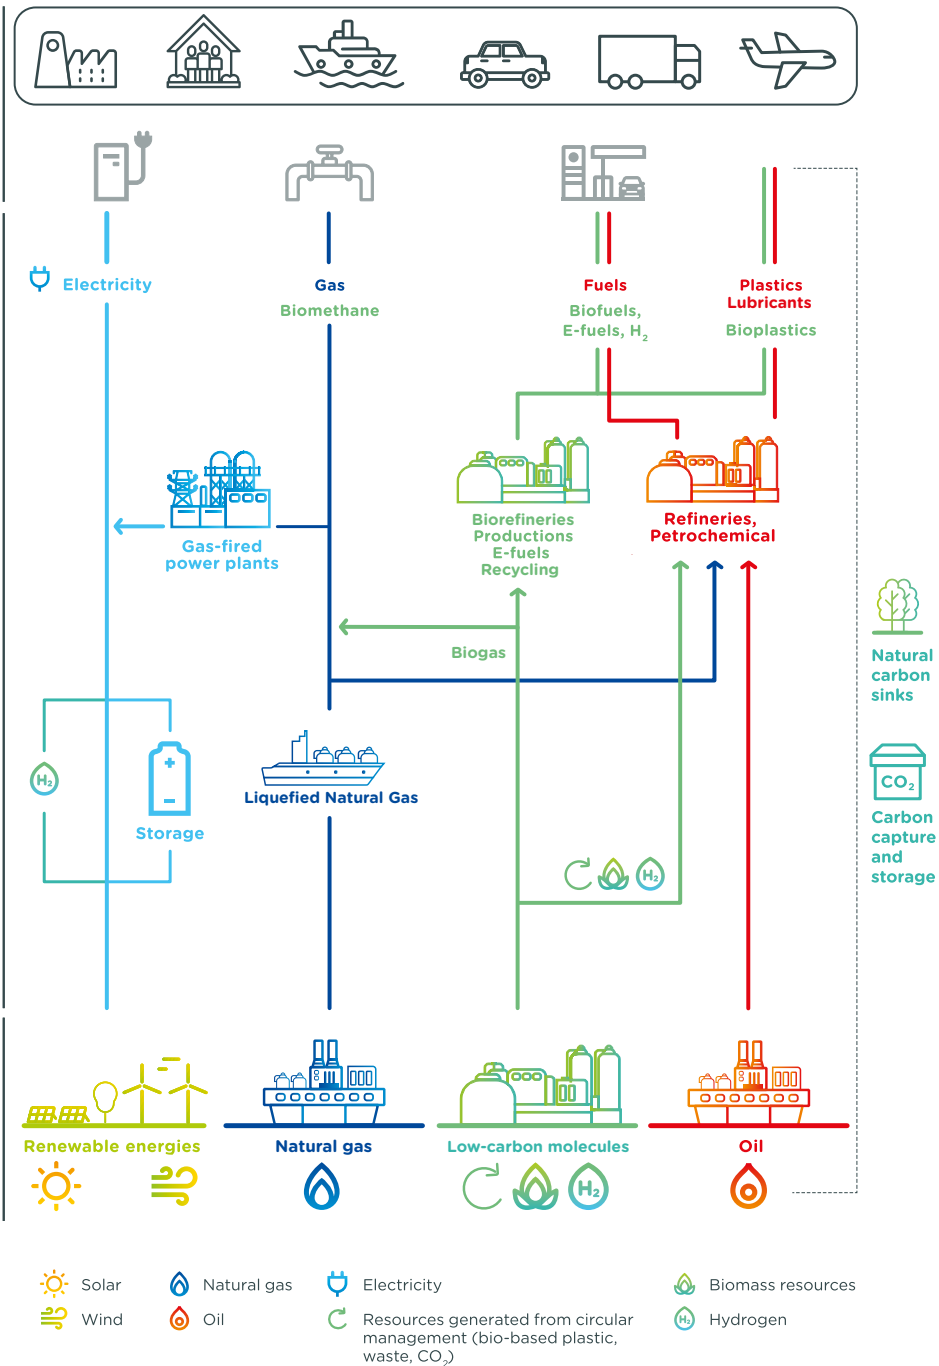 Electricity
Gas
Biomethane
Fuels
Biofuels,
E-fuels, H₂
Plastics
Lubricants
Bioplastics
Gas-fired
power plants
Biorefineries
Productions
E-fuels
Recycling
Refineries,
Petrochemical
Biogas
Natural
carbon
sinks
H₂
Storage
Liquefied Natural Gas
CO₂
Carbon
capture
and
storage
H₂
Renewable energies
Natural gas
Low-carbon molecules
Oil
H₂
Solar
Natural gas
Electricity
Biomass resources
Wind
Oil
Resources generated from circular
management (bio-based plastic,
waste, CO₂)
H₂
Hydrogen